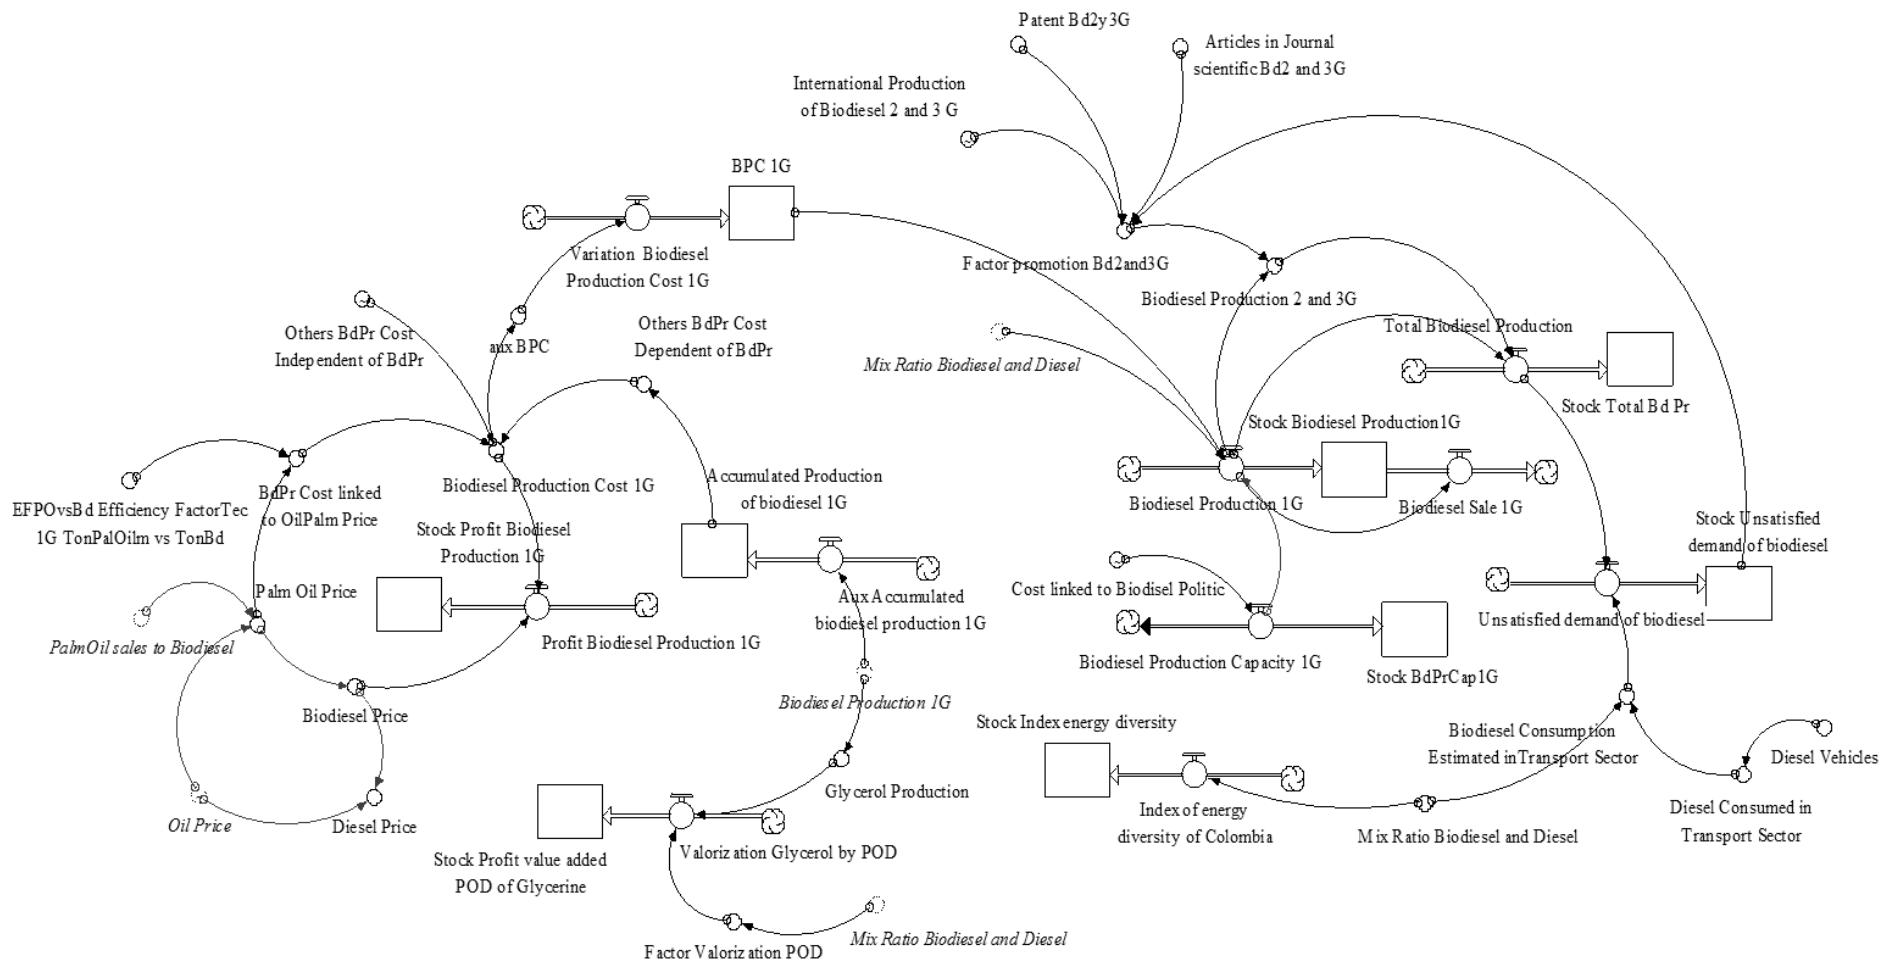 Patent Bd2y3G
Articles in Journal
scientificBd2 and 3G
International Production
of Biodiesel 2 and 3 G
BPC 1G
Variation Biodiesel
Production Cost 1G
Factor promotion Bd2and3G
Biodiesel Production 2 and 3G
Others BdPr Cost
Independent of BdPr
aux BPC
Others BdPr Cost
Dependent of BdPr
Mix Ratio Biodiesel and Diesel
Total Biodiesel Production
Stock Total Bd Pr
Stock Biodiesel Production1G
EFPOvsBd Efficiency FactorTec
1G TonPalOilm vs TonBd
BdPr Cost linked
to OilPalm Price
Biodiesel Production Cost 1G
Accumulated Production
of biodiesel 1G
Biodiesel Production 1G
Biodiesel Sale 1G
Stock Profit Biodiesel
Production 1G
Stock Unsatisfied
demand of biodiesel
Palm Oil Price
Cost linked to Biodisel Politic
Aux Accumulated
biodiesel production 1G
Unsatisfied demand of biodiesel
PalmOil sales to Biodiesel
Profit Biodiesel Production 1G
Biodiesel Production Capacity 1G
Stock BdPrCap1G
Biodiesel Price
Biodiesel Production 1G
Stock Index energy diversity
Biodiesel Consumption
Estimated inTransport Sector
Diesel Vehicles
Oil Price
Diesel Price
Glycerol Production
Index of energy
diversity of Colombia
Mix Ratio Biodiesel and Diesel
Diesel Consumed in
Transport Sector
Stock Profit value added
POD of Glycerine
Valorization Glycerol by POD
Factor Valorization POD
Mix Ratio Biodiesel and Diesel